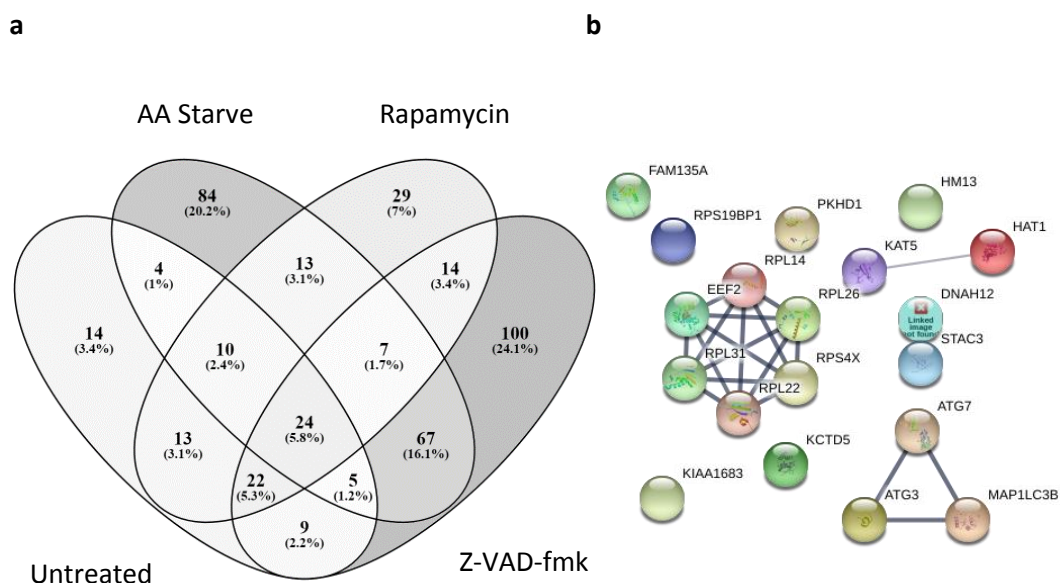 a
b
AA Starve
Rapamycin
84
(20.2%)
29
(7%)
4
(1%)
13
(3.1%)
14
(3.4%)
14
(3.4%)
10
(2.4%)
7
(1.7%)
100
(24.1%)
24
(5.8%)
13
(3.1%)
67
(16.1%)
22
(5.3%)
5
(1.2%)
9
(2.2%)
Untreated
Z-VAD-fmk
FAM135A
HM13
RPS19BP1
PKHD1
HAT1
KAT5
RPL14
EEF2
RPL26
DNAH12
Linked
image
not found
STAC3
RPL31
RPS4X
RPL22
ATG7
KCTD5
KIAA1683
ATG3
MAP1LC3B